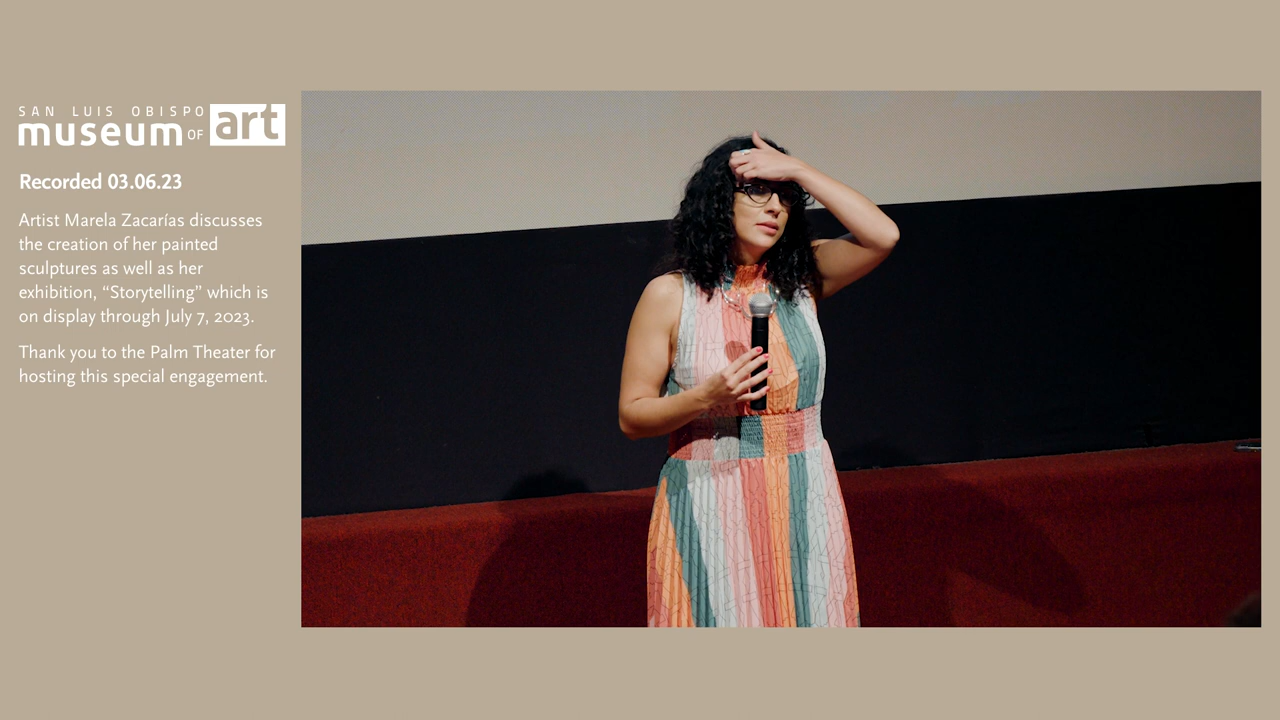 SAN LUIS OBISPO
museum OF art
Recorded 03.06.23
Artist Marela Zacarías discusses
the creation of her painted
sculptures as well as her
exhibition, “Storytelling” which is
on display through July 7, 2023.
Thank you to the Palm Theater for
hosting this special engagement.